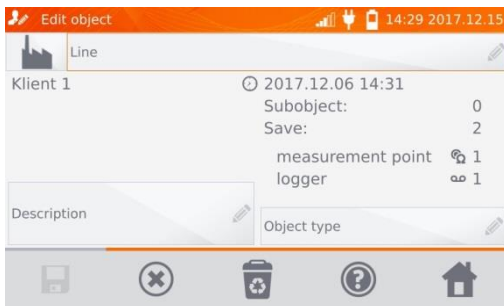 Edit object 14:29 2017.12.15
Line
Klient 1 2017.12.06 14:31
Subobject: 0
Save: 2
measurement point 1
logger 1
Description
Object type